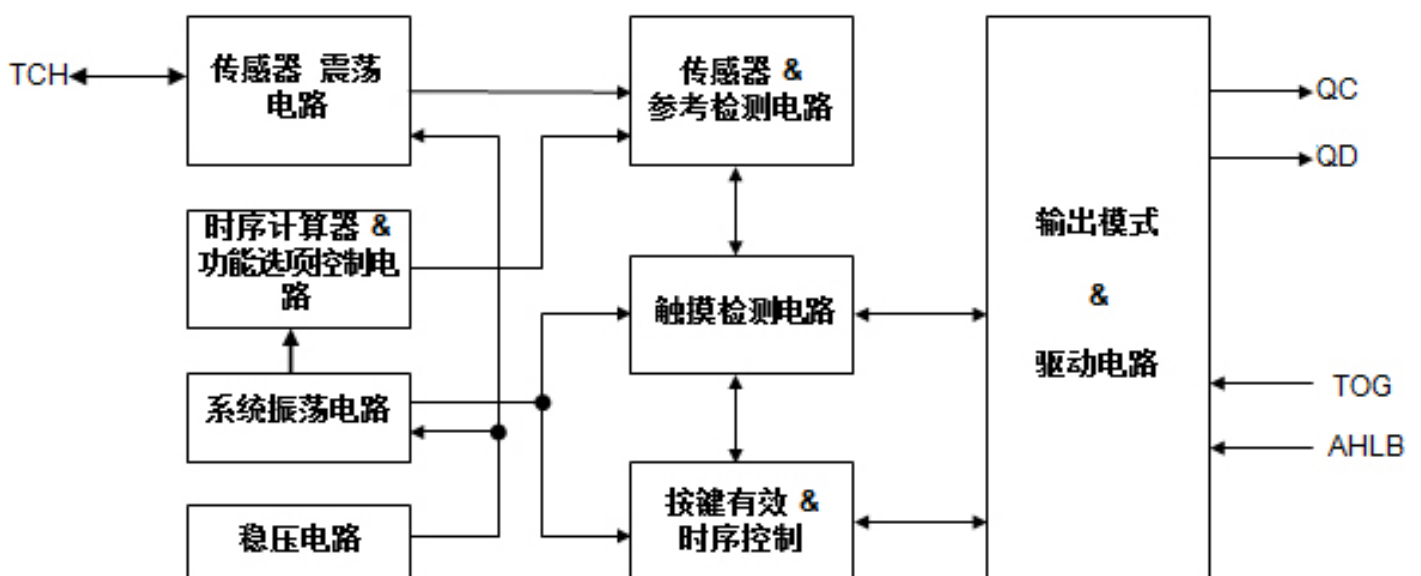 TCH
传感器 震荡
电路
传感器 &
参考检测电路
QC
QD
时序计算器 &
功能选项控制电
路
输出模式
&
驱动电路
触摸检测电路
系统振荡电路
TOG
AHLB
按键有效 &
时序控制
稳压电路